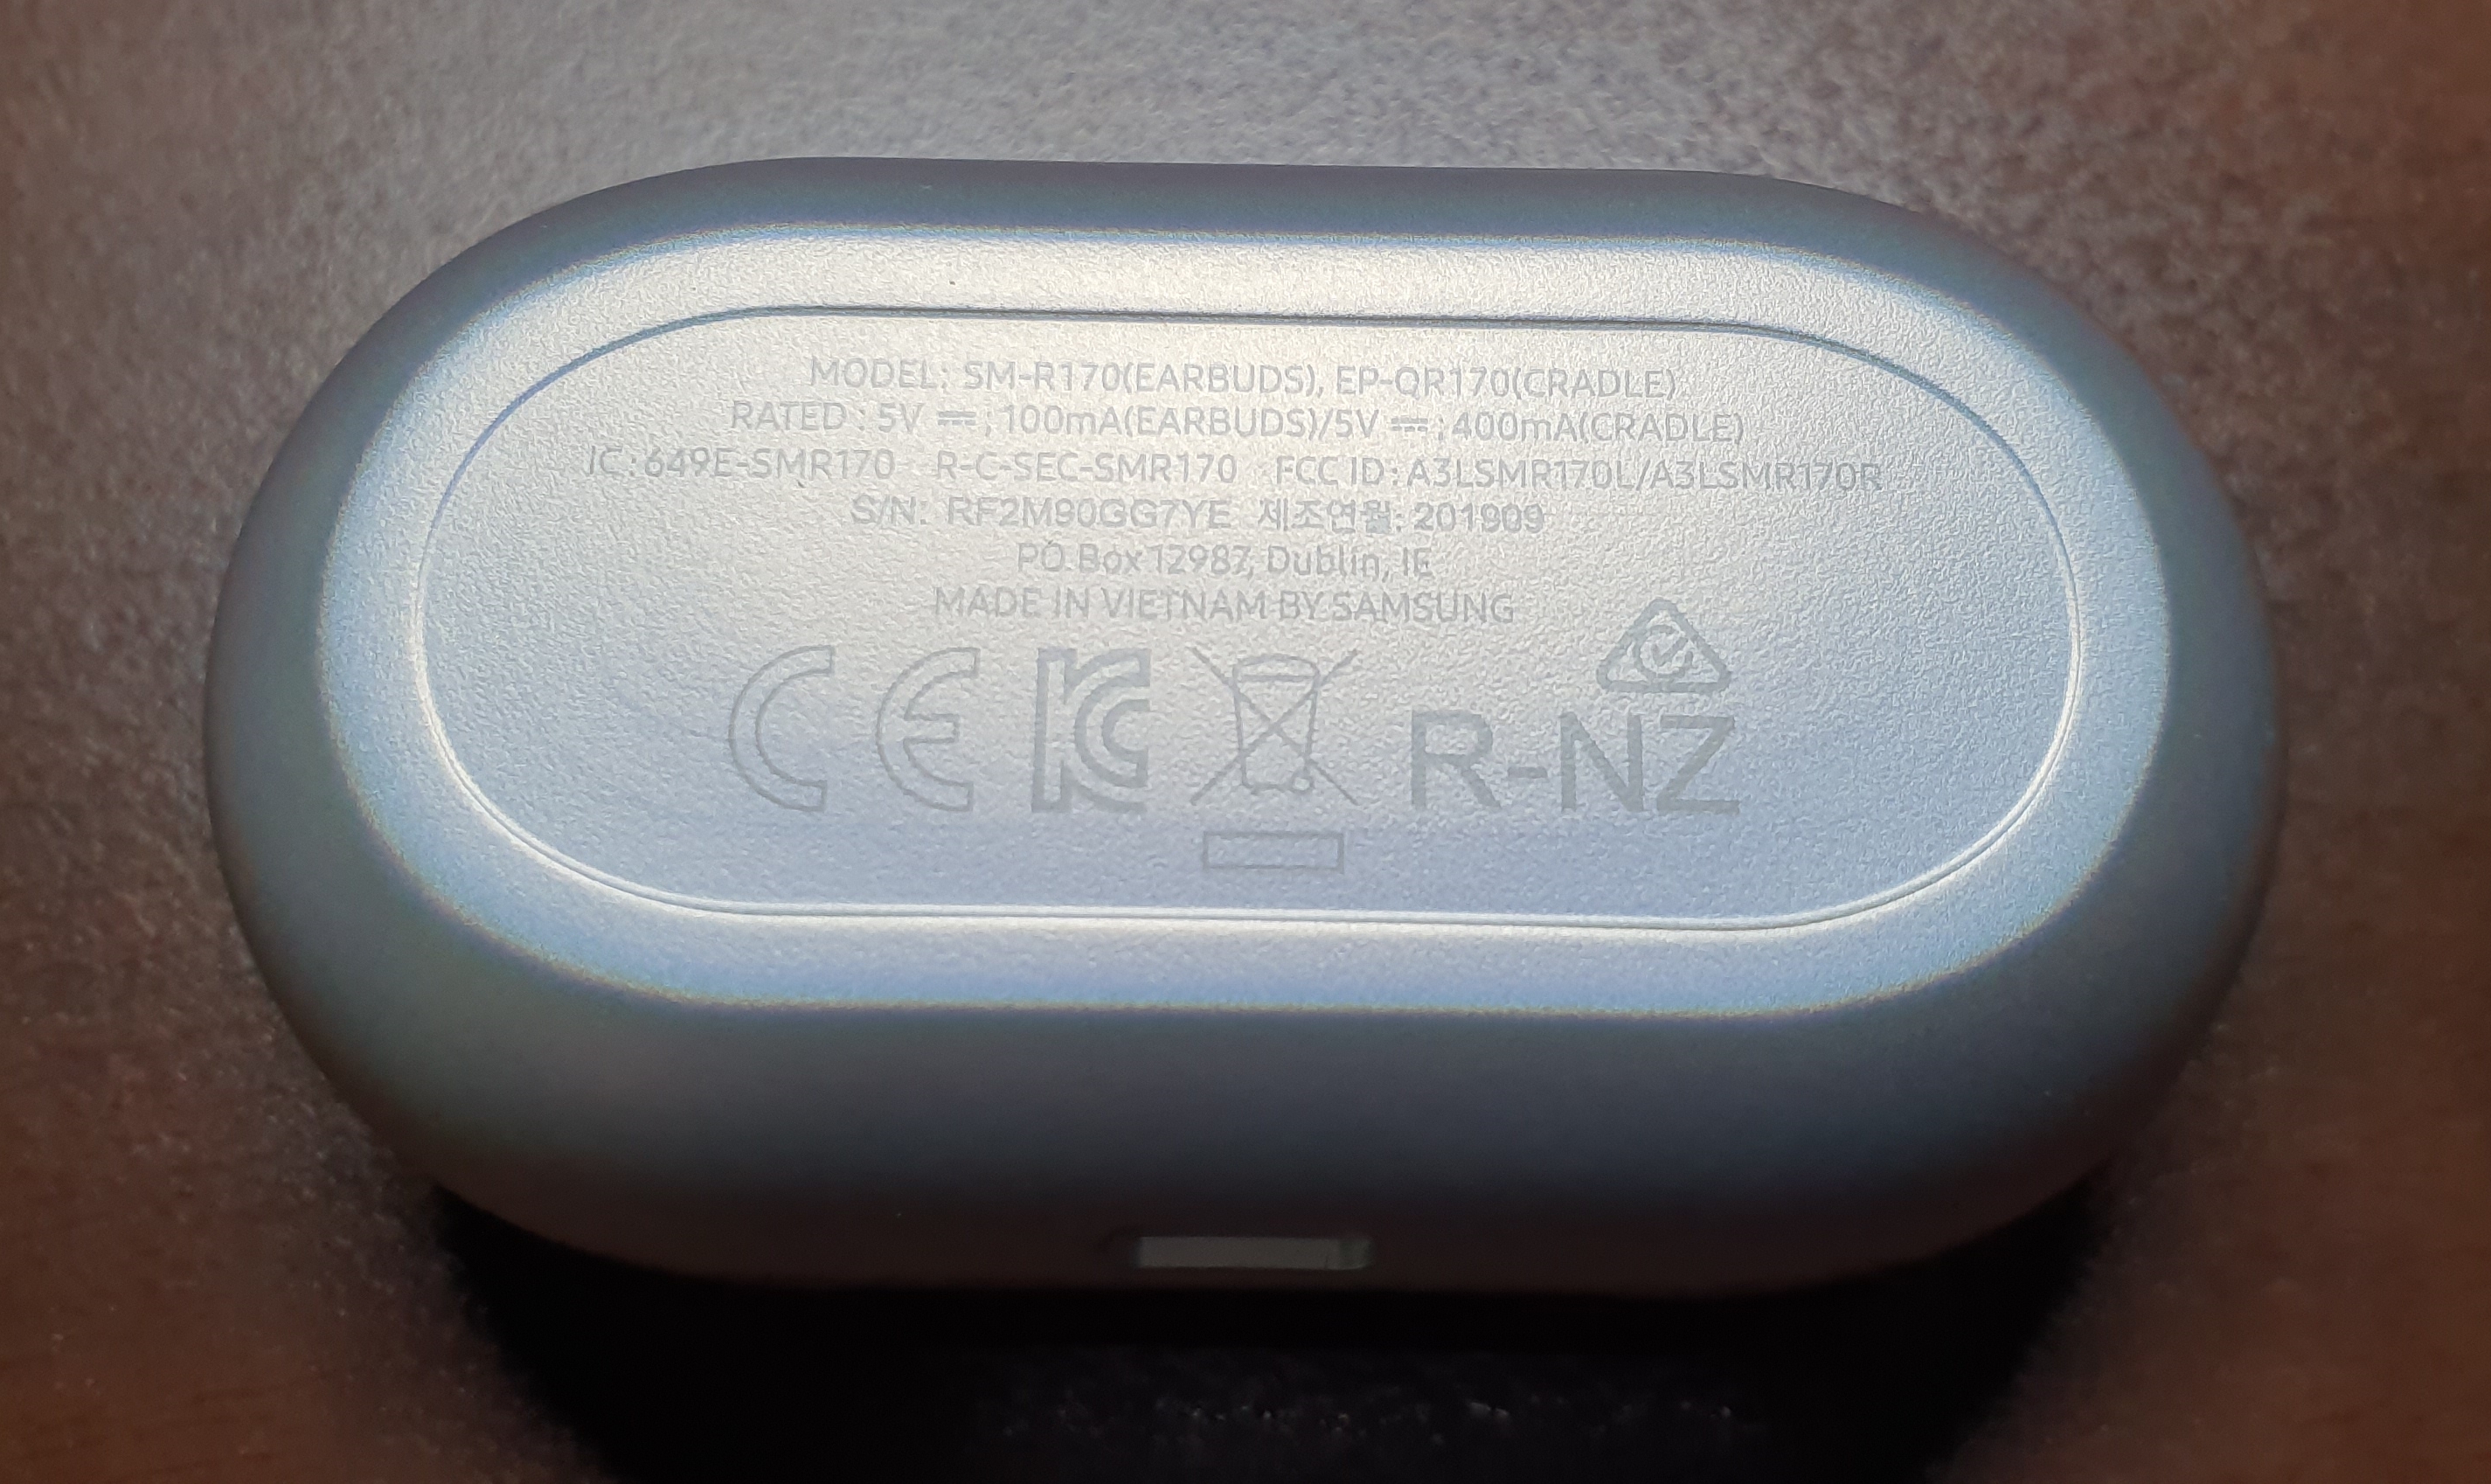 MODEL: SM-R170(EARBUDS), EP-QR170(CRADLE)
RATED : 5V ⎓ ; 100mA(EARBUDS)/5V ⎓ ; 400mA(CRADLE)
IC : 649E-SMR170 R-C-SEC-SMR170 FCC ID : A3LSMR170L/A3LSMR170R
S/N: RF2M90GG7YE 제조연월: 201909
PO Box 12987, Dublin, IE
MADE IN VIETNAM BY SAMSUNG
CE R-NZ